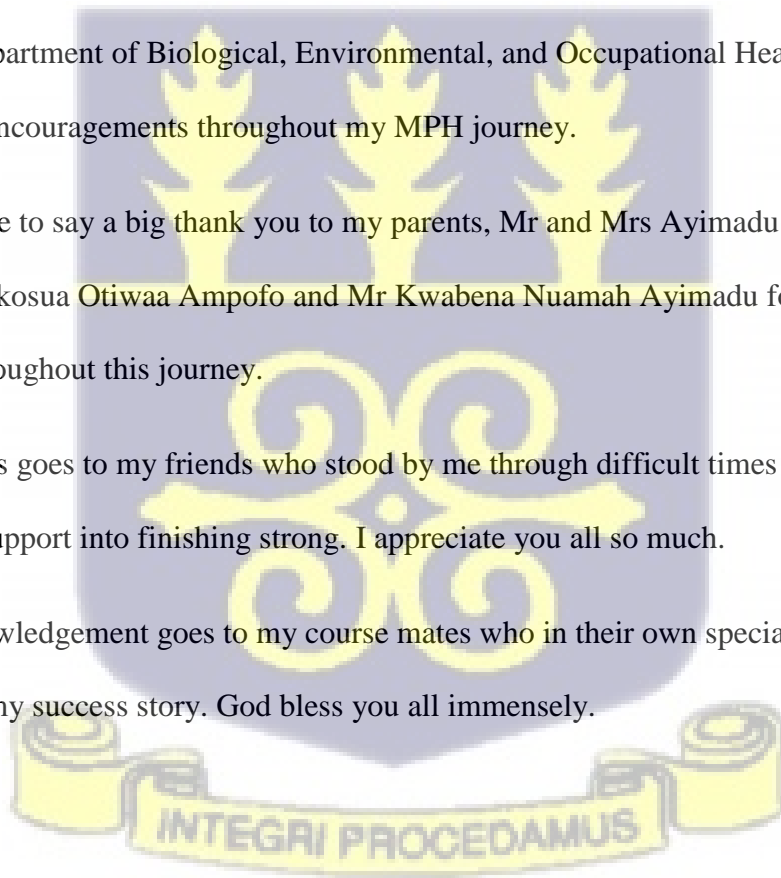 partment of Biological, Environmental, and Occupational Hea
ncouragements throughout my MPH journey.
e to say a big thank you to my parents, Mr and Mrs Ayimadu
kosua Otiwaa Ampofo and Mr Kwabena Nuamah Ayimadu fo
oughout this journey.
s goes to my friends who stood by me through difficult times
upport into finishing strong. I appreciate you all so much.
wledgement goes to my course mates who in their own specia
ny success story. God bless you all immensely.
INTEGRI PROCEDAMUS